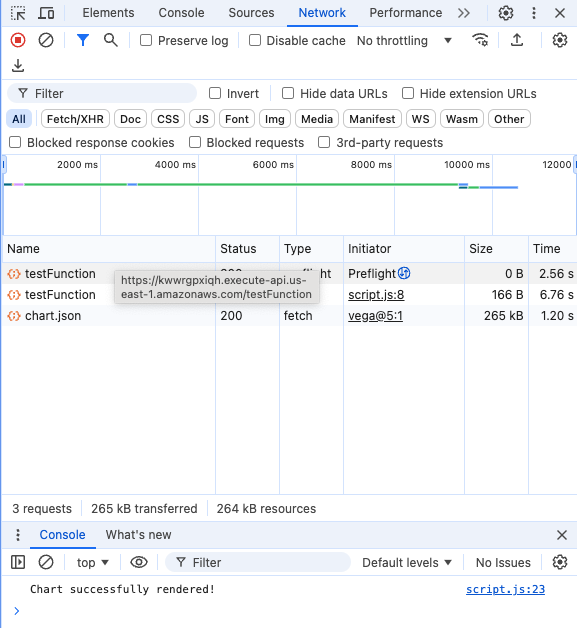 Elements Console Sources Network Performance
Preserve log Disable cache No throttling
Filter Invert Hide data URLs Hide extension URLs
All Fetch/XHR Doc CSS JS Font Img Media Manifest WS Wasm Other
Blocked response cookies Blocked requests 3rd-party requests
2000 ms 4000 ms 6000 ms 8000 ms 10000 ms 12000
Name Status Type Initiator Size Time
testFunction Preflight 0 B 2.56 s
https://kwwrgpxiqh.execute-api.us-
east-1.amazonaws.com/testFunction
testFunction script.js:8 166 B 6.76 s
chart.json 200 fetch vega@5:1 265 kB 1.20 s
3 requests 265 kB transferred 264 kB resources
Console What's new
top Filter Default levels No Issues
Chart successfully rendered! script.js:23